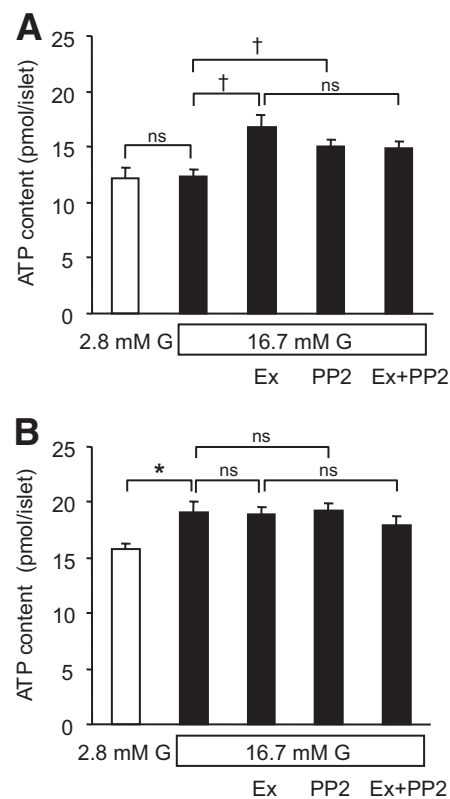 A
ATP content (pmol/islet)
25
20
15
10
5
0
†
†
ns
ns
2.8 mM G
16.7 mM G
Ex
PP2
Ex+PP2
B
ATP content (pmol/islet)
25
20
15
10
5
0
ns
*
ns
ns
2.8 mM G
16.7 mM G
Ex
PP2
Ex+PP2